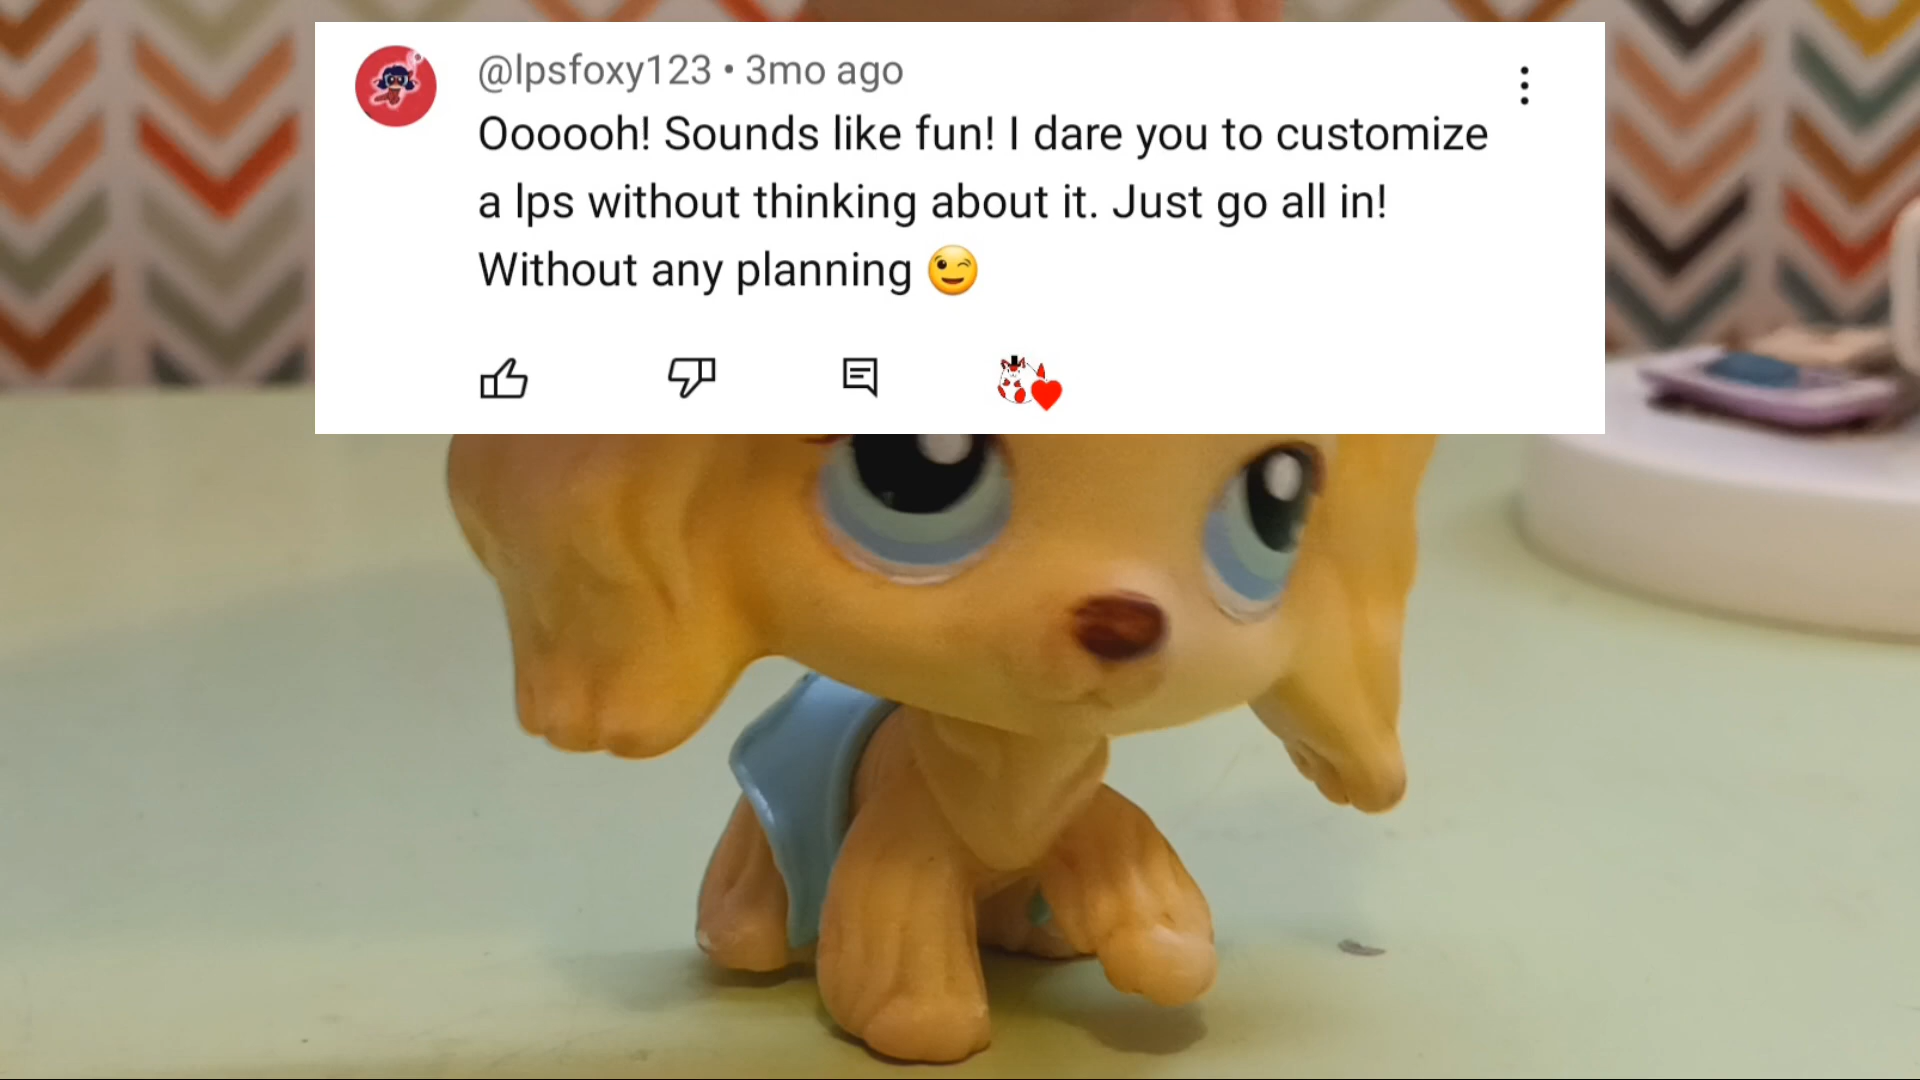 @lpsfoxy123 • 3mo ago
Oooooh! Sounds like fun! I dare you to customize
a lps without thinking about it. Just go all in!
Without any planning 😉